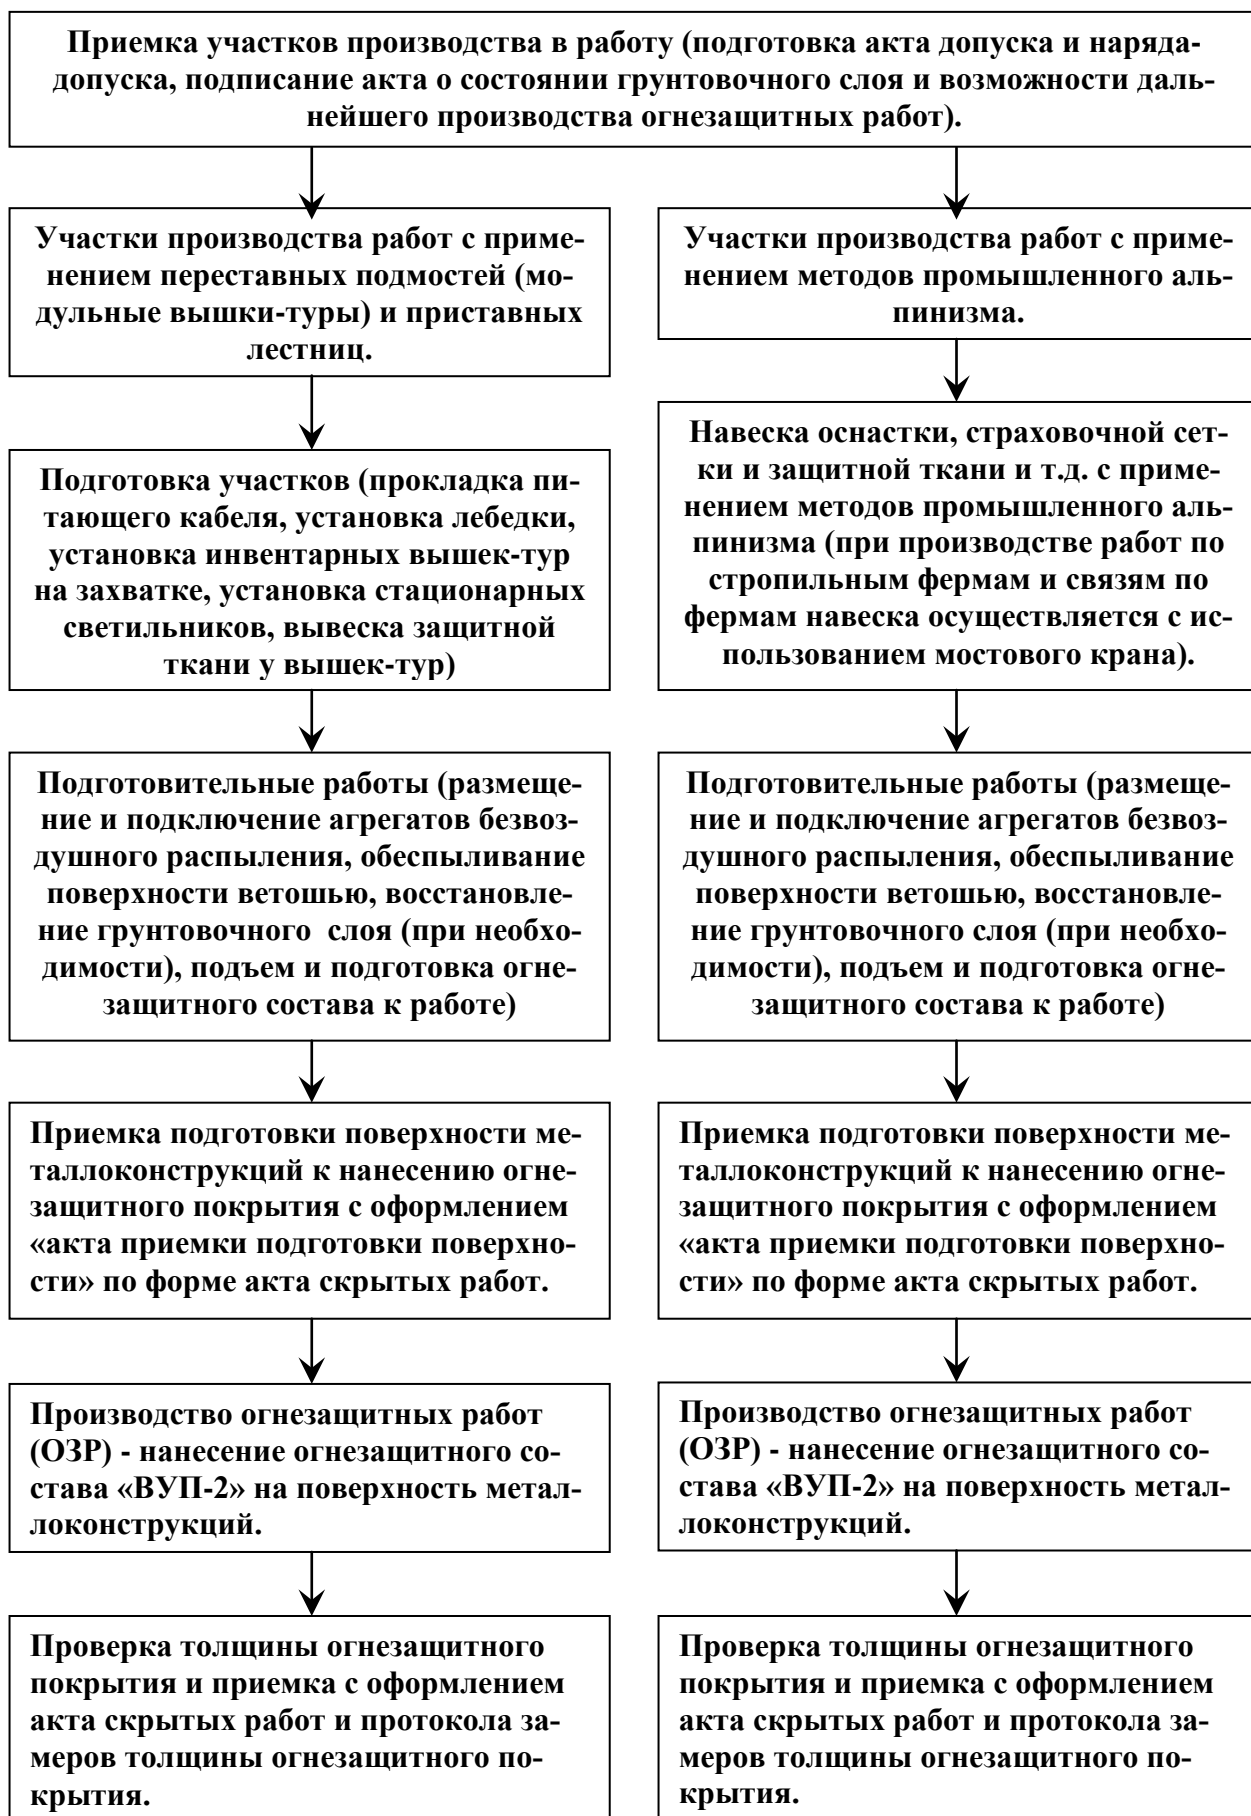 Приемка участков производства в работу (подготовка акта допуска и наряда-
допуска, подписание акта о состоянии грунтовочного слоя и возможности даль-
нейшего производства огнезащитных работ).
Участки производства работ с приме-
нением переставных подмостей (мо-
дульные вышки-туры) и приставных
лестниц.
Подготовка участков (прокладка пи-
тающего кабеля, установка лебедки,
установка инвентарных вышек-тур
на захватке, установка стационарных
светильников, вывеска защитной
ткани у вышек-тур)
Подготовительные работы (размеще-
ние и подключение агрегатов безвоз-
душного распыления, обеспыливание
поверхности ветошью, восстановле-
ние грунтовочного слоя (при необхо-
димости), подъем и подготовка огне-
защитного состава к работе)
Приемка подготовки поверхности ме-
таллоконструкций к нанесению огне-
защитного покрытия с оформлением
«акта приемки подготовки поверхно-
сти» по форме акта скрытых работ.
Производство огнезащитных работ
(ОЗР) - нанесение огнезащитного со-
става «ВУП-2» на поверхность метал-
локонструкций.
Проверка толщины огнезащитного
покрытия и приемка с оформлением
акта скрытых работ и протокола за-
меров толщины огнезащитного по-
крытия.
Участки производства работ с приме-
нением методов промышленного аль-
пинизма.
Навеска оснастки, страховочной сет-
ки и защитной ткани и т.д. с приме-
нением методов промышленного аль-
пинизма (при производстве работ по
стропильным фермам и связям по
фермам навеска осуществляется с ис-
пользованием мостового крана).
Подготовительные работы (размеще-
ние и подключение агрегатов безвоз-
душного распыления, обеспыливание
поверхности ветошью, восстановле-
ние грунтовочного слоя (при необхо-
димости), подъем и подготовка огне-
защитного состава к работе)
Приемка подготовки поверхности ме-
таллоконструкций к нанесению огне-
защитного покрытия с оформлением
«акта приемки подготовки поверхно-
сти» по форме акта скрытых работ.
Производство огнезащитных работ
(ОЗР) - нанесение огнезащитного со-
става «ВУП-2» на поверхность метал-
локонструкций.
Проверка толщины огнезащитного
покрытия и приемка с оформлением
акта скрытых работ и протокола за-
меров толщины огнезащитного по-
крытия.